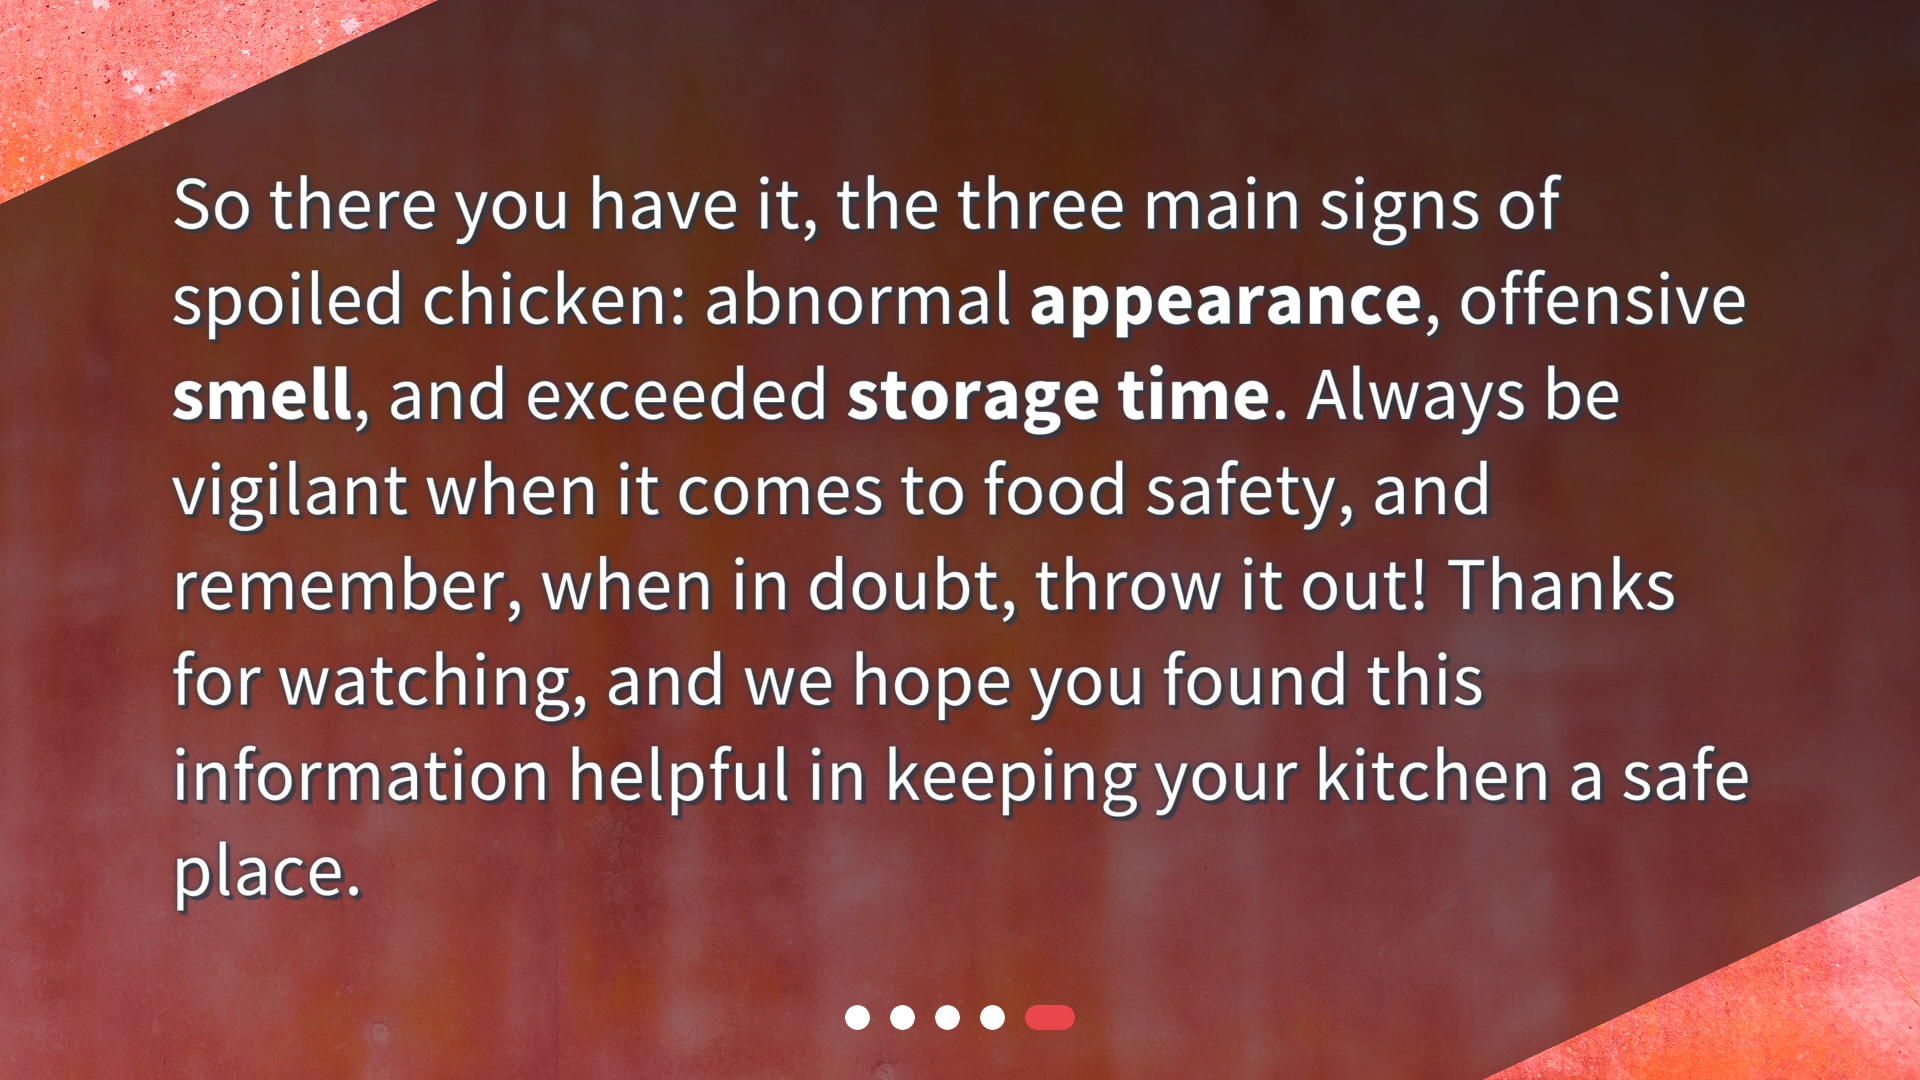 So there you have it, the three main signs of
spoiled chicken: abnormal appearance, offensive
smell, and exceeded storage time. Always be
vigilant when it comes to food safety, and
remember, when in doubt, throw it out! Thanks
for watching, and we hope you found this
information helpful in keeping your kitchen a safe
place.